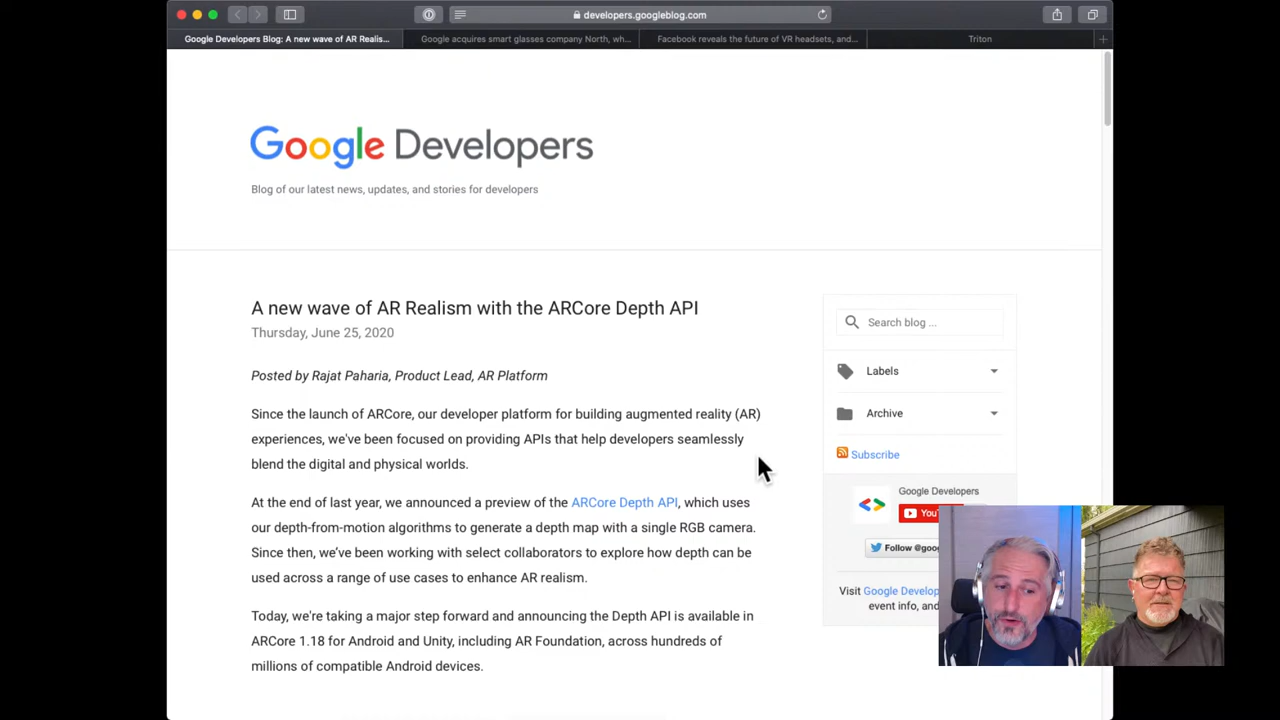 developers.googleblog.com
Google Developers Blog: A new wave of AR Realis...
Google acquires smart glasses company North, wh...
Facebook reveals the future of VR headsets, and...
Triton
Google Developers
Blog of our latest news, updates, and stories for developers
A new wave of AR Realism with the ARCore Depth API
Thursday, June 25, 2020
Posted by Rajat Paharia, Product Lead, AR Platform
Since the launch of ARCore, our developer platform for building augmented reality (AR)
experiences, we've been focused on providing APIs that help developers seamlessly
blend the digital and physical worlds.
At the end of last year, we announced a preview of the ARCore Depth API, which uses
our depth-from-motion algorithms to generate a depth map with a single RGB camera.
Since then, we've been working with select collaborators to explore how depth can be
used across a range of use cases to enhance AR realism.
Today, we're taking a major step forward and announcing the Depth API is available in
ARCore 1.18 for Android and Unity, including AR Foundation, across hundreds of
millions of compatible Android devices.
Search blog ...
Labels
Archive
Subscribe
Google Developers
You
Follow @goog
Visit Google Develop
event info, and